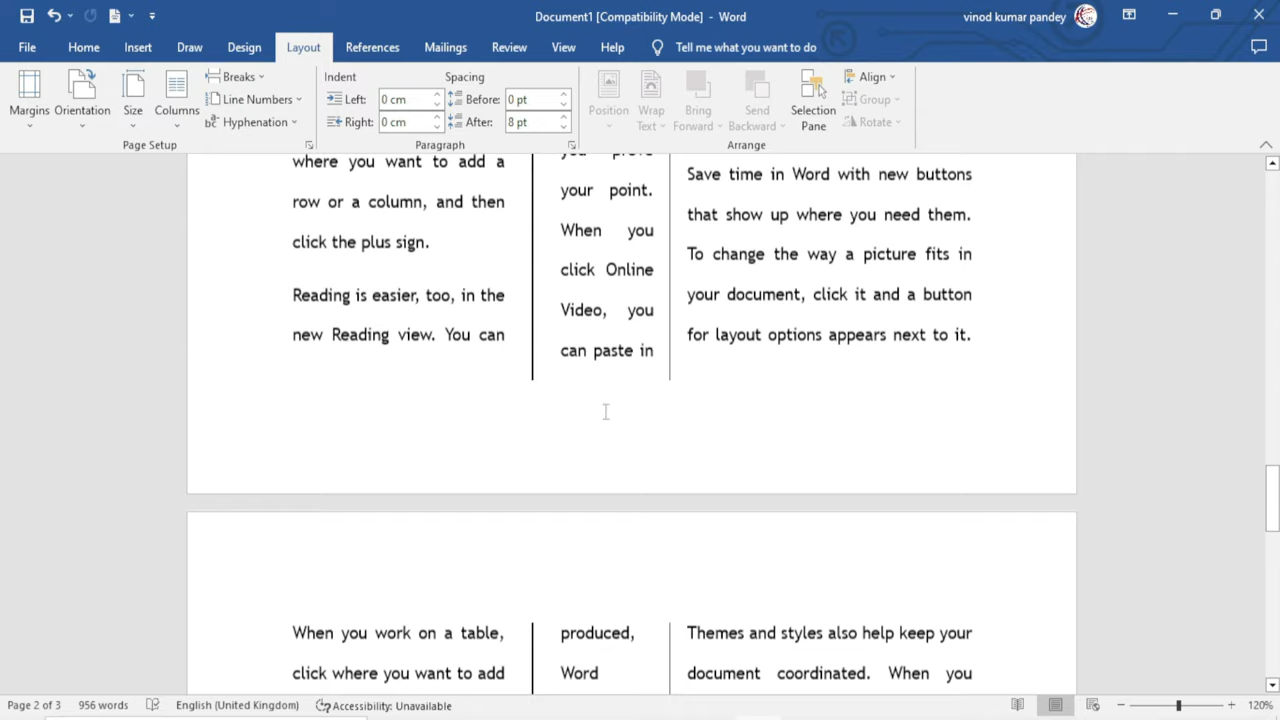 Document1 [Compatibility Mode] - Word
vinod kumar pandey
File Home Insert Draw Design Layout References Mailings Review View Help Tell me what you want to do
Margins
Orientation
Size
Columns
Breaks
Line Numbers
Hyphenation
Page Setup
Indent
Left: 0 cm
Right: 0 cm
Spacing
Before: 0 pt
After: 8 pt
Paragraph
Position
Wrap
Text
Bring
Forward
Send
Backward
Selection
Pane
Align
Group
Rotate
Arrange
where you want to add a
row or a column, and then
click the plus sign.
Reading is easier, too, in the
new Reading view. You can
you prove
your point.
When you
click Online
Video, you
can paste in
Save time in Word with new buttons
that show up where you need them.
To change the way a picture fits in
your document, click it and a button
for layout options appears next to it.
When you work on a table,
click where you want to add
produced,
Word
Themes and styles also help keep your
document coordinated. When you
Page 2 of 3 956 words English (United Kingdom) Accessibility: Unavailable 120%